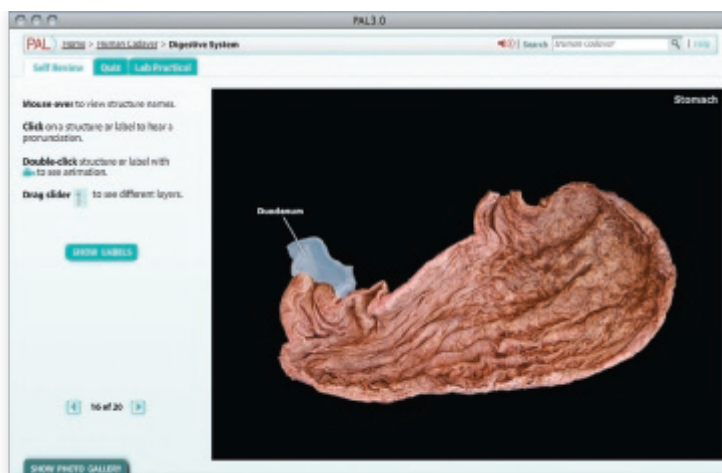 PAL3.0
PAL Home > Human Cadaver > Digestive System
Search Human Cadaver Help
Self Review Quiz Lab Practical
Stomach
Mouse over to view structure names.
Click on a structure or label to hear a
pronunciation.
Double-click structure or label with
to see animation.
Drag slider to see different layers.
Duodenum
SHOW LABELS
16 of 20
SHOW PHOTO GALLERY